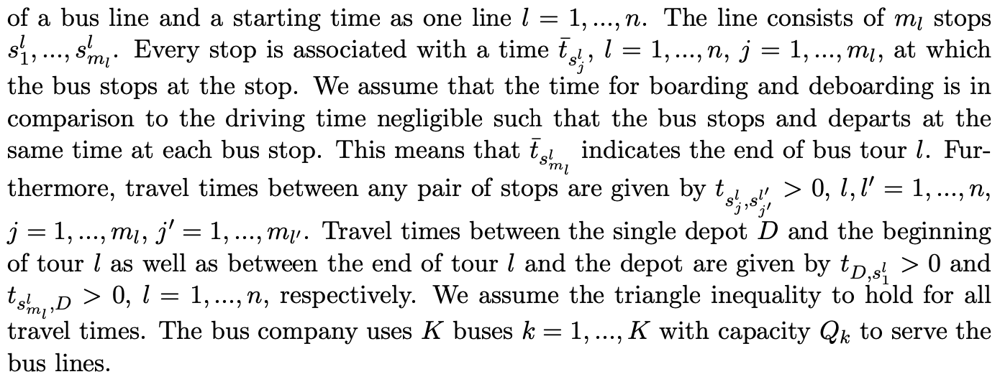 of a bus line and a starting time as one line $l = 1, ..., n$. The line consists of $m_l$ stops
$s_1^l, ..., s_{m_l}^l$. Every stop is associated with a time $\bar{t}_{s_j^l}$, $l = 1, ..., n$, $j = 1, ..., m_l$, at which
the bus stops at the stop. We assume that the time for boarding and deboarding is in
comparison to the driving time negligible such that the bus stops and departs at the
same time at each bus stop. This means that $\bar{t}_{s_{m_l}^l}$ indicates the end of bus tour $l$. Fur-
thermore, travel times between any pair of stops are given by $t_{s_j^l, s_{j'}^{l'}} > 0$, $l, l' = 1, ..., n$,
$j = 1, ..., m_l$, $j' = 1, ..., m_{l'}$. Travel times between the single depot $D$ and the beginning
of tour $l$ as well as between the end of tour $l$ and the depot are given by $t_{D, s_1^l} > 0$ and
$t_{s_{m_l}^l, D} > 0$, $l = 1, ..., n$, respectively. We assume the triangle inequality to hold for all
travel times. The bus company uses $K$ buses $k = 1, ..., K$ with capacity $Q_k$ to serve the
bus lines.